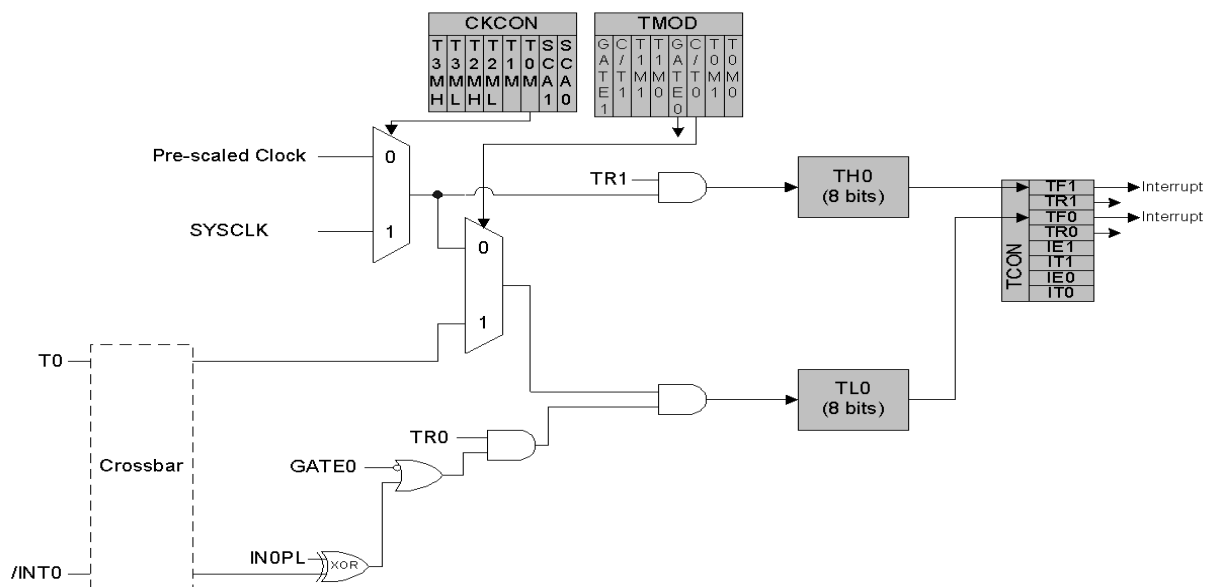 CKCON
T3MH
T3ML
T2MH
T2ML
T1M
T0M
SCA1
SCA0
TMOD
GATE1
C/T1
T1M1
T1M0
GATE0
C/T0
T0M1
T0M0
Pre-scaled Clock
0
SYSCLK
1
TR1
TH0
(8 bits)
0
1
T0
Crossbar
/INT0
TR0
GATE0
IN0PL
XOR
TL0
(8 bits)
TCON
TF1
TR1
TF0
TR0
IE1
IT1
IE0
IT0
Interrupt
Interrupt